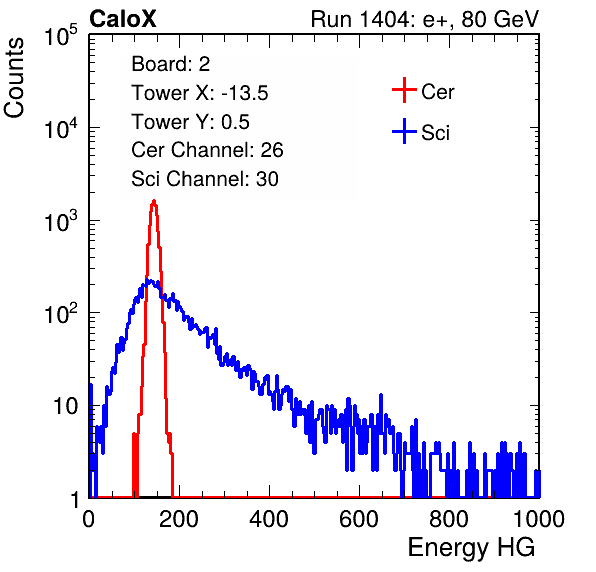 CaloX Run 1404: e+, 80 GeV
Counts
Board: 2
Tower X: -13.5
Tower Y: 0.5
Cer Channel: 26
Sci Channel: 30
Cer
Sci
10^5
10^4
10^3
10^2
10
1
0 200 400 600 800 1000
Energy HG